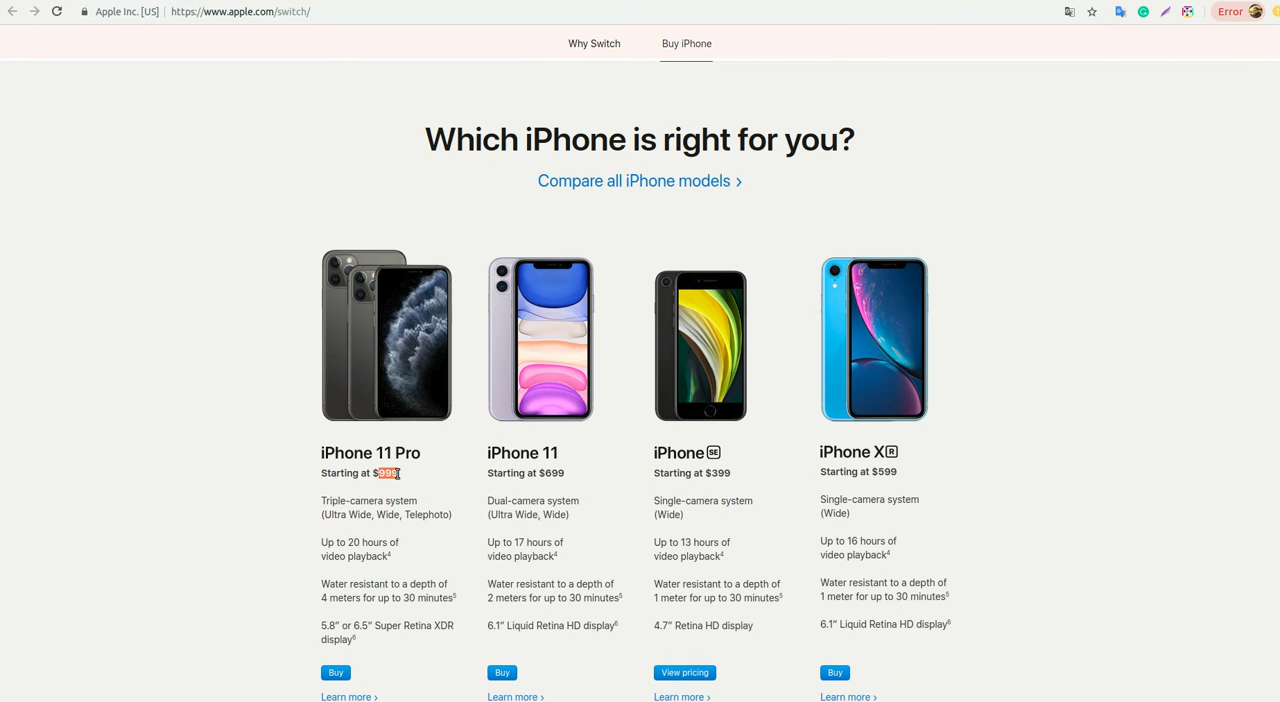 Apple Inc. [US] | https://www.apple.com/switch/
Error
Why Switch
Buy iPhone
Which iPhone is right for you?
Compare all iPhone models ›
iPhone 11 Pro
Starting at $999
Triple-camera system
(Ultra Wide, Wide, Telephoto)
Up to 20 hours of
video playback⁴
Water resistant to a depth of
4 meters for up to 30 minutes⁵
5.8” or 6.5” Super Retina XDR
display⁶
Buy
Learn more ›
iPhone 11
Starting at $699
Dual-camera system
(Ultra Wide, Wide)
Up to 17 hours of
video playback⁴
Water resistant to a depth of
2 meters for up to 30 minutes⁵
6.1” Liquid Retina HD display⁶
Buy
Learn more ›
iPhone SE
Starting at $399
Single-camera system
(Wide)
Up to 13 hours of
video playback⁴
Water resistant to a depth of
1 meter for up to 30 minutes⁵
4.7” Retina HD display
View pricing
Learn more ›
iPhone XR
Starting at $599
Single-camera system
(Wide)
Up to 16 hours of
video playback⁴
Water resistant to a depth of
1 meter for up to 30 minutes⁵
6.1” Liquid Retina HD display⁶
Buy
Learn more ›